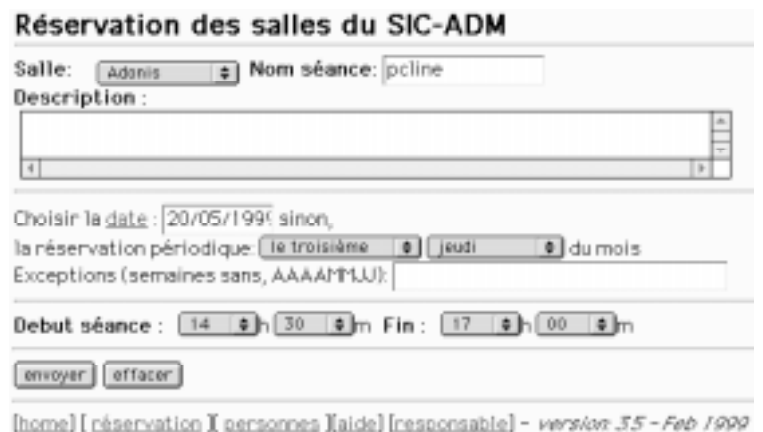 Réservation des salles du SIC-ADM
Salle: Adonis Nom séance: pcline
Description :
Choisir la date : 20/05/199 sinon,
la réservation périodique: le troisième jeudi du mois
Exceptions (semaines sans, AAAAMMJJ):
Debut séance : 14 h 30 m Fin : 17 h 00 m
envoyer effacer
[home] [ réservation ][ personnes ][aide] [responsable] - version 3.5 - Feb 1999